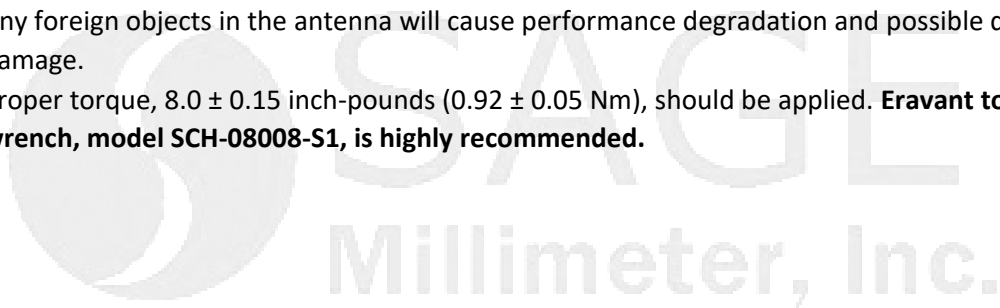 ny foreign objects in the antenna will cause performance degradation and possible
amage.
roper torque, 8.0 ± 0.15 inch-pounds (0.92 ± 0.05 Nm), should be applied. Eravant
rench, model SCH-08008-S1, is highly recommended.
SAGE
Millimeter, Inc.